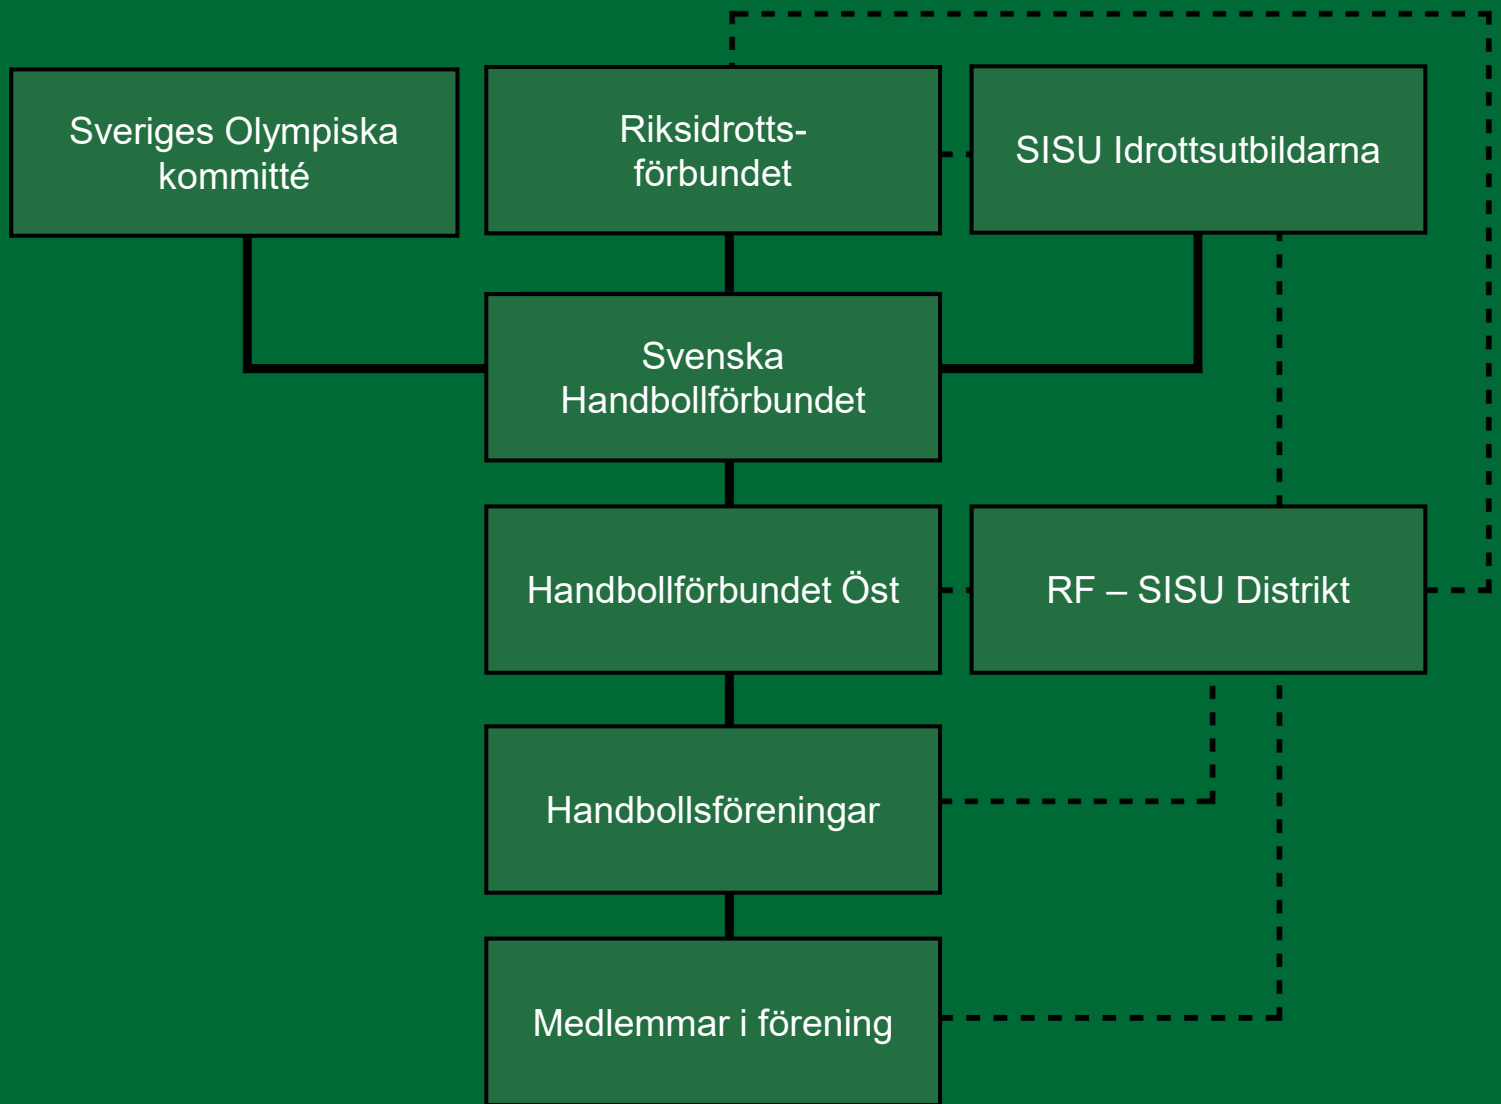 Sveriges Olympiska
kommitté
Riksidrotts-
förbundet
SISU Idrottsutbildarna
Svenska
Handbollförbundet
Handbollförbundet Öst
RF – SISU Distrikt
Handbollsföreningar
Medlemmar i förening